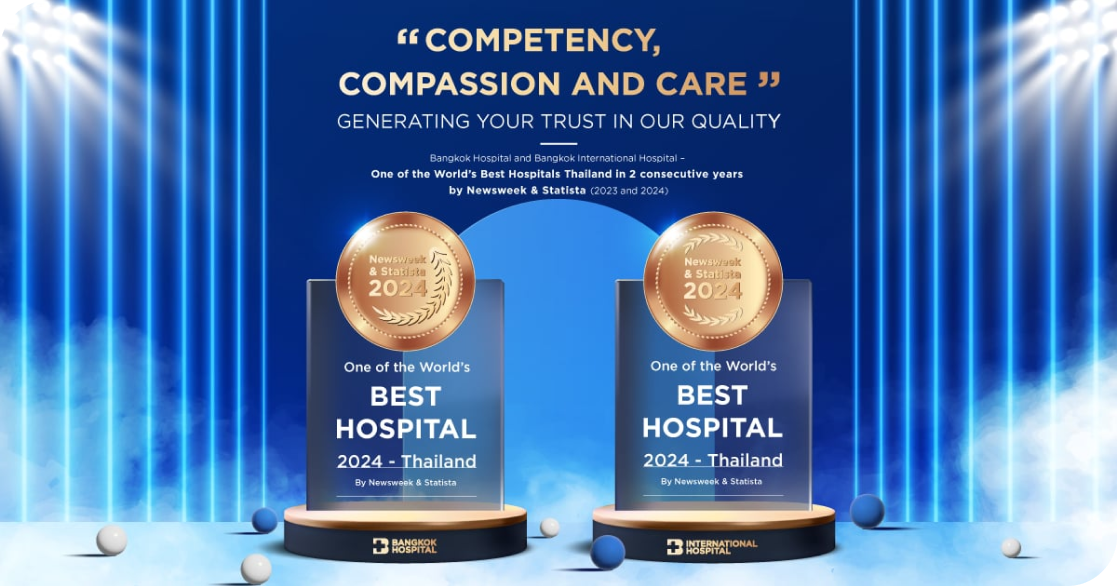 “ COMPETENCY,
COMPASSION AND CARE ”
GENERATING YOUR TRUST IN OUR QUALITY
Bangkok Hospital and Bangkok International Hospital –
One of the World's Best Hospitals Thailand in 2 consecutive years
by Newsweek & Statista (2023 and 2024)
Newsweek
& Statista
2024
One of the World's
BEST
HOSPITAL
2024 - Thailand
By Newsweek & Statista
BANGKOK
HOSPITAL
Newsweek
& Statista
2024
One of the World's
BEST
HOSPITAL
2024 - Thailand
By Newsweek & Statista
INTERNATIONAL
HOSPITAL